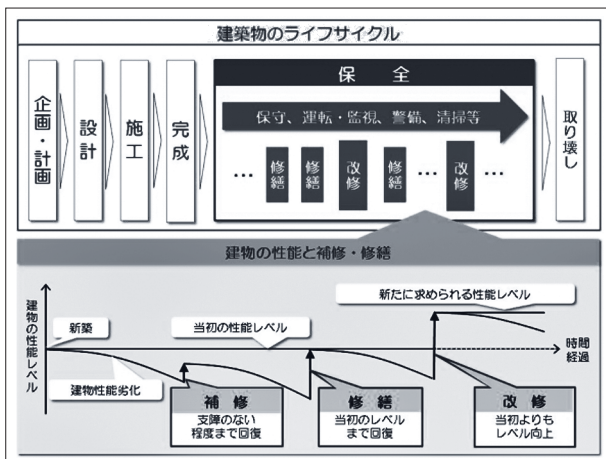 建築物のライフサイクル
企画・計画
設計
施工
完成
保 全
保守、運転・監視、警備、清掃等
…
修繕
修繕
改修
修繕
…
改修
…
取り壊し
建物の性能と補修・修繕
建物の性能レベル
新築
当初の性能レベル
新たに求められる性能レベル
時間
経過
建物性能劣化
補 修
支障のない
程度まで回復
修 繕
当初のレベル
まで回復
改 修
当初よりも
レベル向上